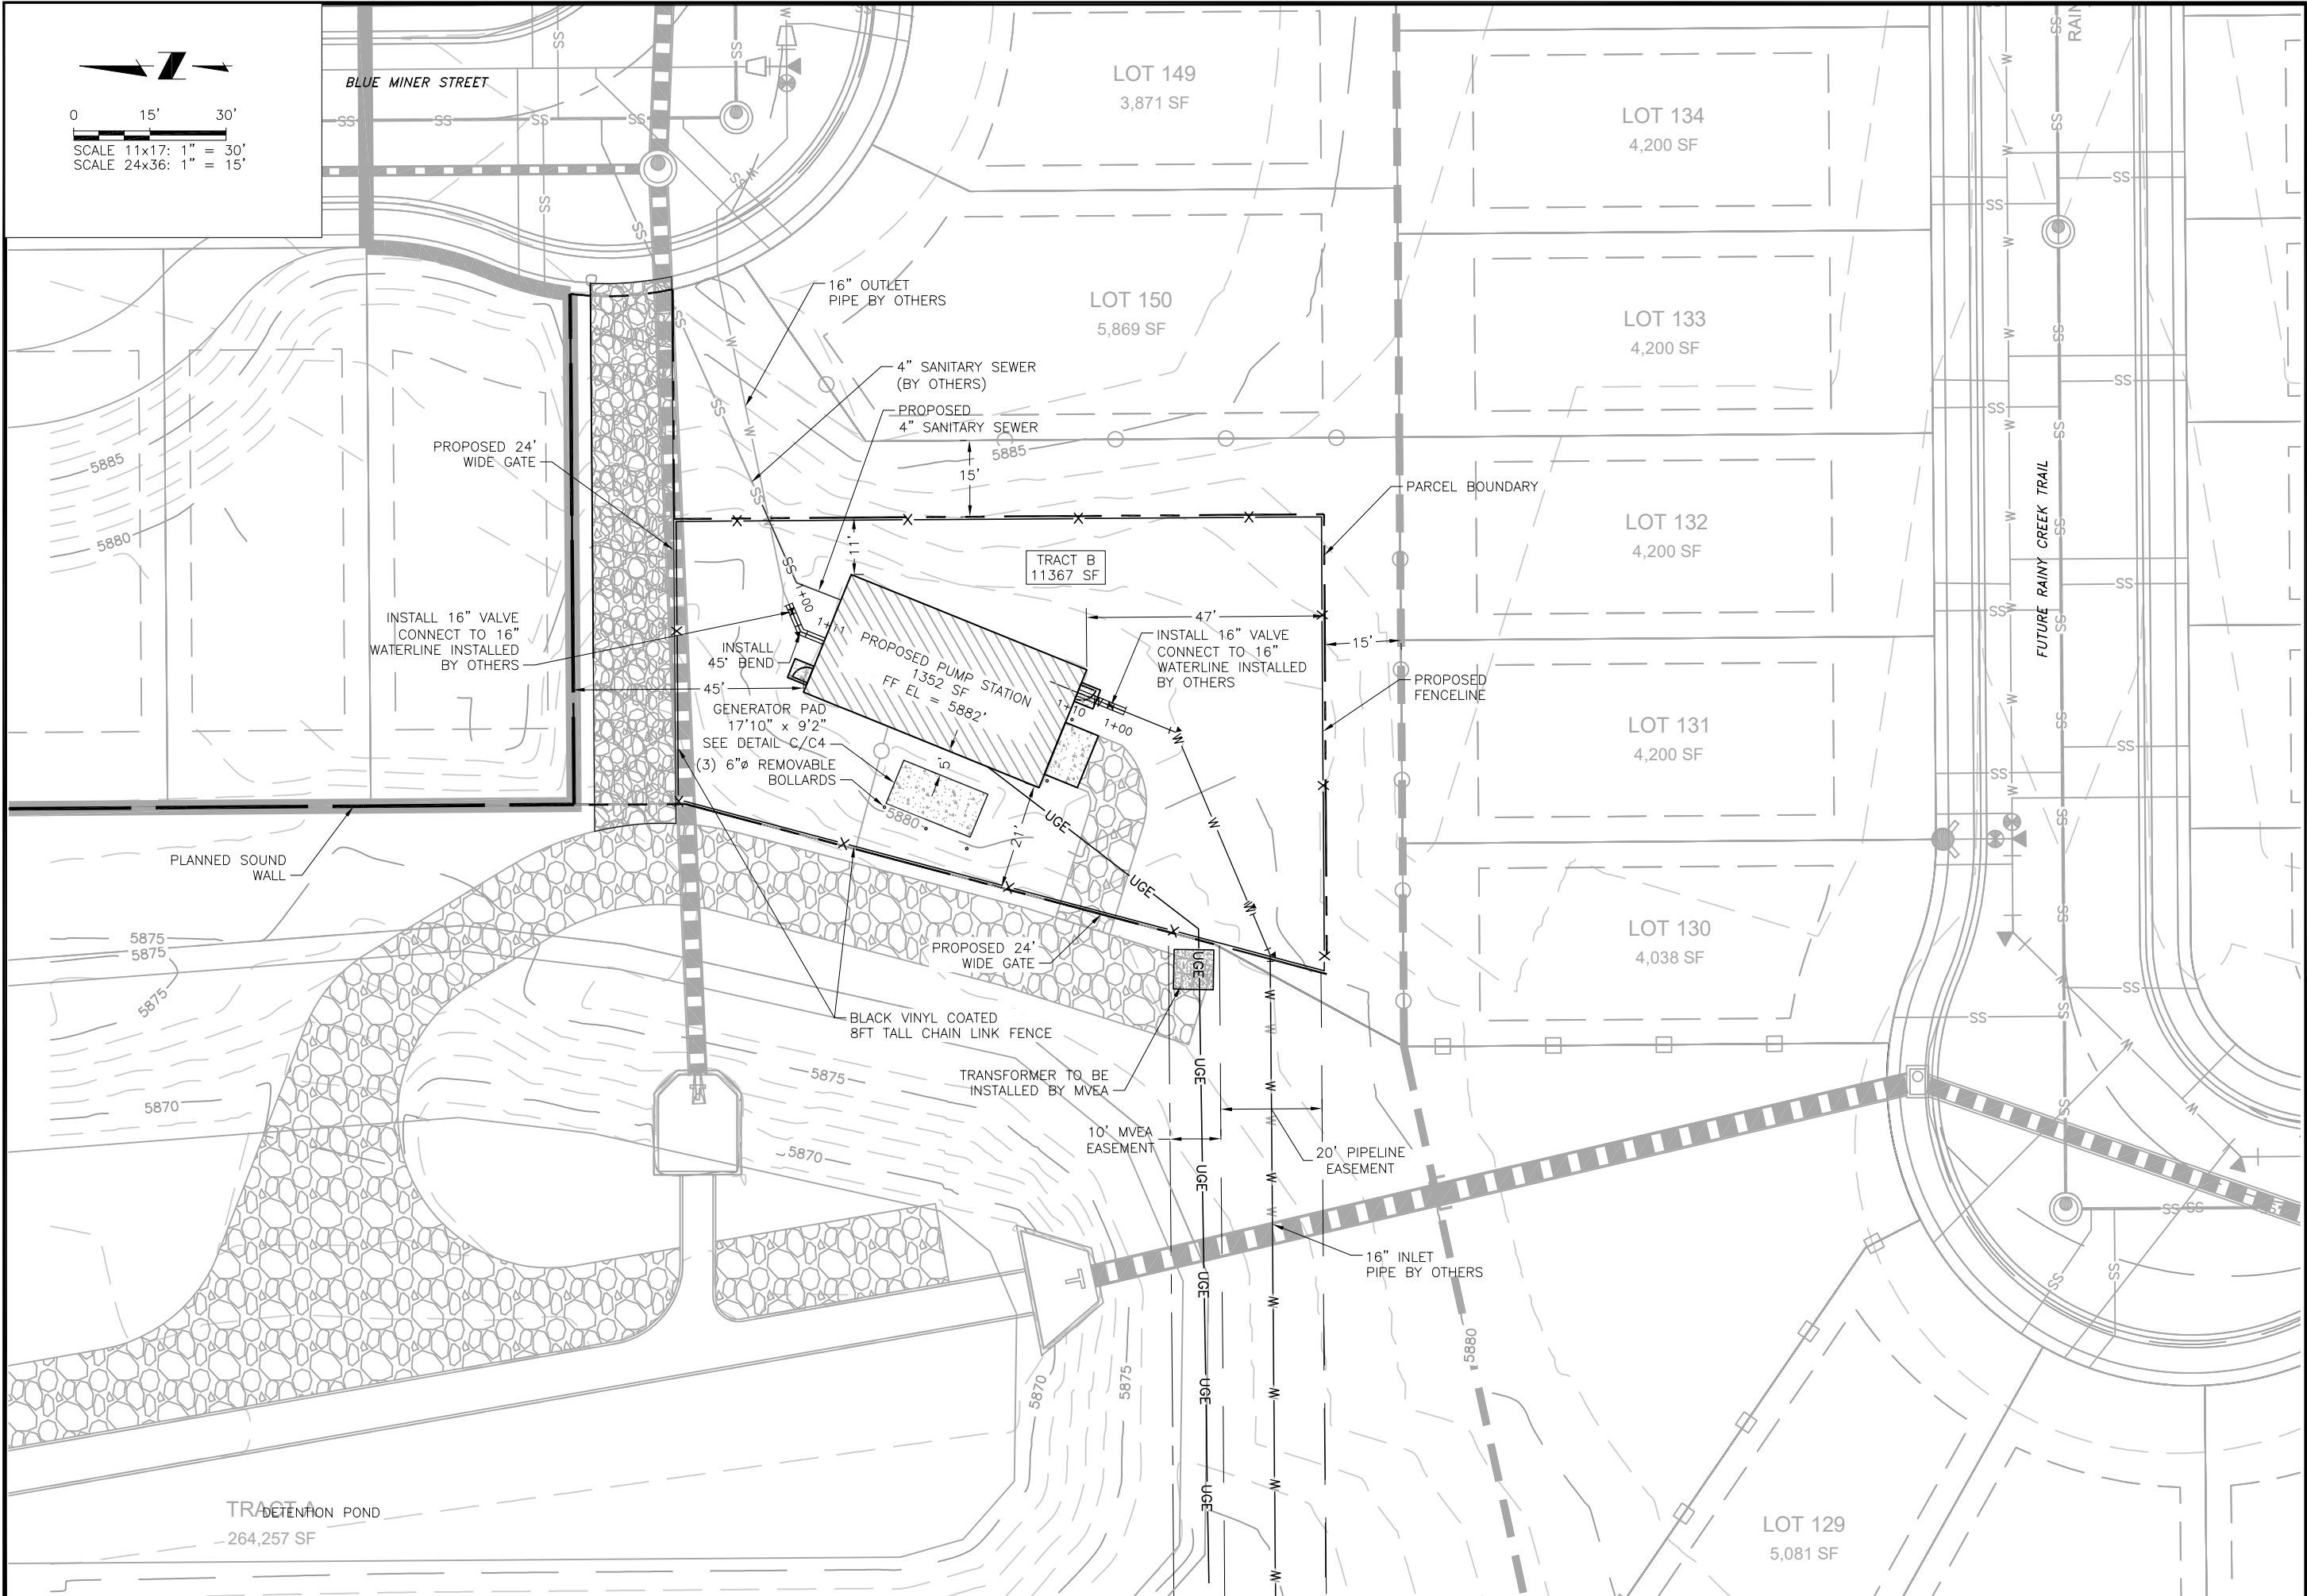 BLUE MINER STREET
0 15' 30'
SCALE 11x17: 1" = 30'
SCALE 24x36: 1" = 15'
LOT 149
3,871 SF
LOT 134
4,200 SF
16" OUTLET
PIPE BY OTHERS
LOT 150
5,869 SF
LOT 133
4,200 SF
4" SANITARY SEWER
(BY OTHERS)
PROPOSED
4" SANITARY SEWER
PROPOSED 24'
WIDE GATE
5885
5880
5885
15'
PARCEL BOUNDARY
LOT 132
4,200 SF
FUTURE RAINY CREEK TRAIL
11'
TRACT B
11367 SF
INSTALL 16" VALVE
CONNECT TO 16"
WATERLINE INSTALLED
BY OTHERS
1+00
1+11
INSTALL
45° BEND
PROPOSED PUMP STATION
1352 SF
FF EL = 5882'
47'
INSTALL 16" VALVE
CONNECT TO 16"
WATERLINE INSTALLED
BY OTHERS
15'
1+10
1+00
PROPOSED
FENCELINE
45'
LOT 131
4,200 SF
GENERATOR PAD
17'10" x 9'2"
SEE DETAIL C/C4
(3) 6"ø REMOVABLE
BOLLARDS
5'
5880
21'
UGE
UGE
W
PLANNED SOUND
WALL
LOT 130
4,038 SF
5875
5875
5875
PROPOSED 24'
WIDE GATE
UGE
BLACK VINYL COATED
8FT TALL CHAIN LINK FENCE
TRANSFORMER TO BE
INSTALLED BY MVEA
UGE
5875
5870
5870
10' MVEA
EASEMENT
20' PIPELINE
EASEMENT
UGE
16" INLET
PIPE BY OTHERS
UGE
5880
5870
5875
UGE
UGE
TRACT A
DETENTION POND
264,257 SF
LOT 129
5,081 SF